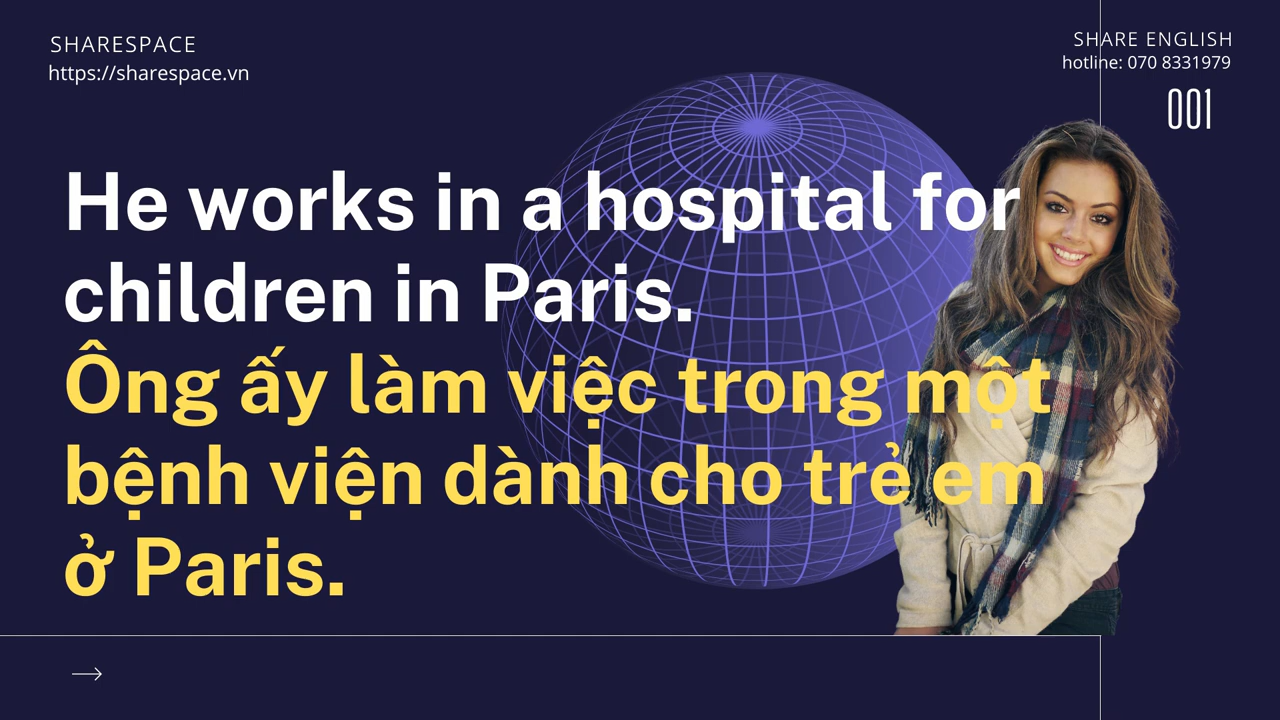 SHARESPACE
https://sharespace.vn
SHARE ENGLISH
hotline: 070 8331979
001
He works in a hospital for
children in Paris.
Ông ấy làm việc trong một
bệnh viện dành cho trẻ em
ở Paris.